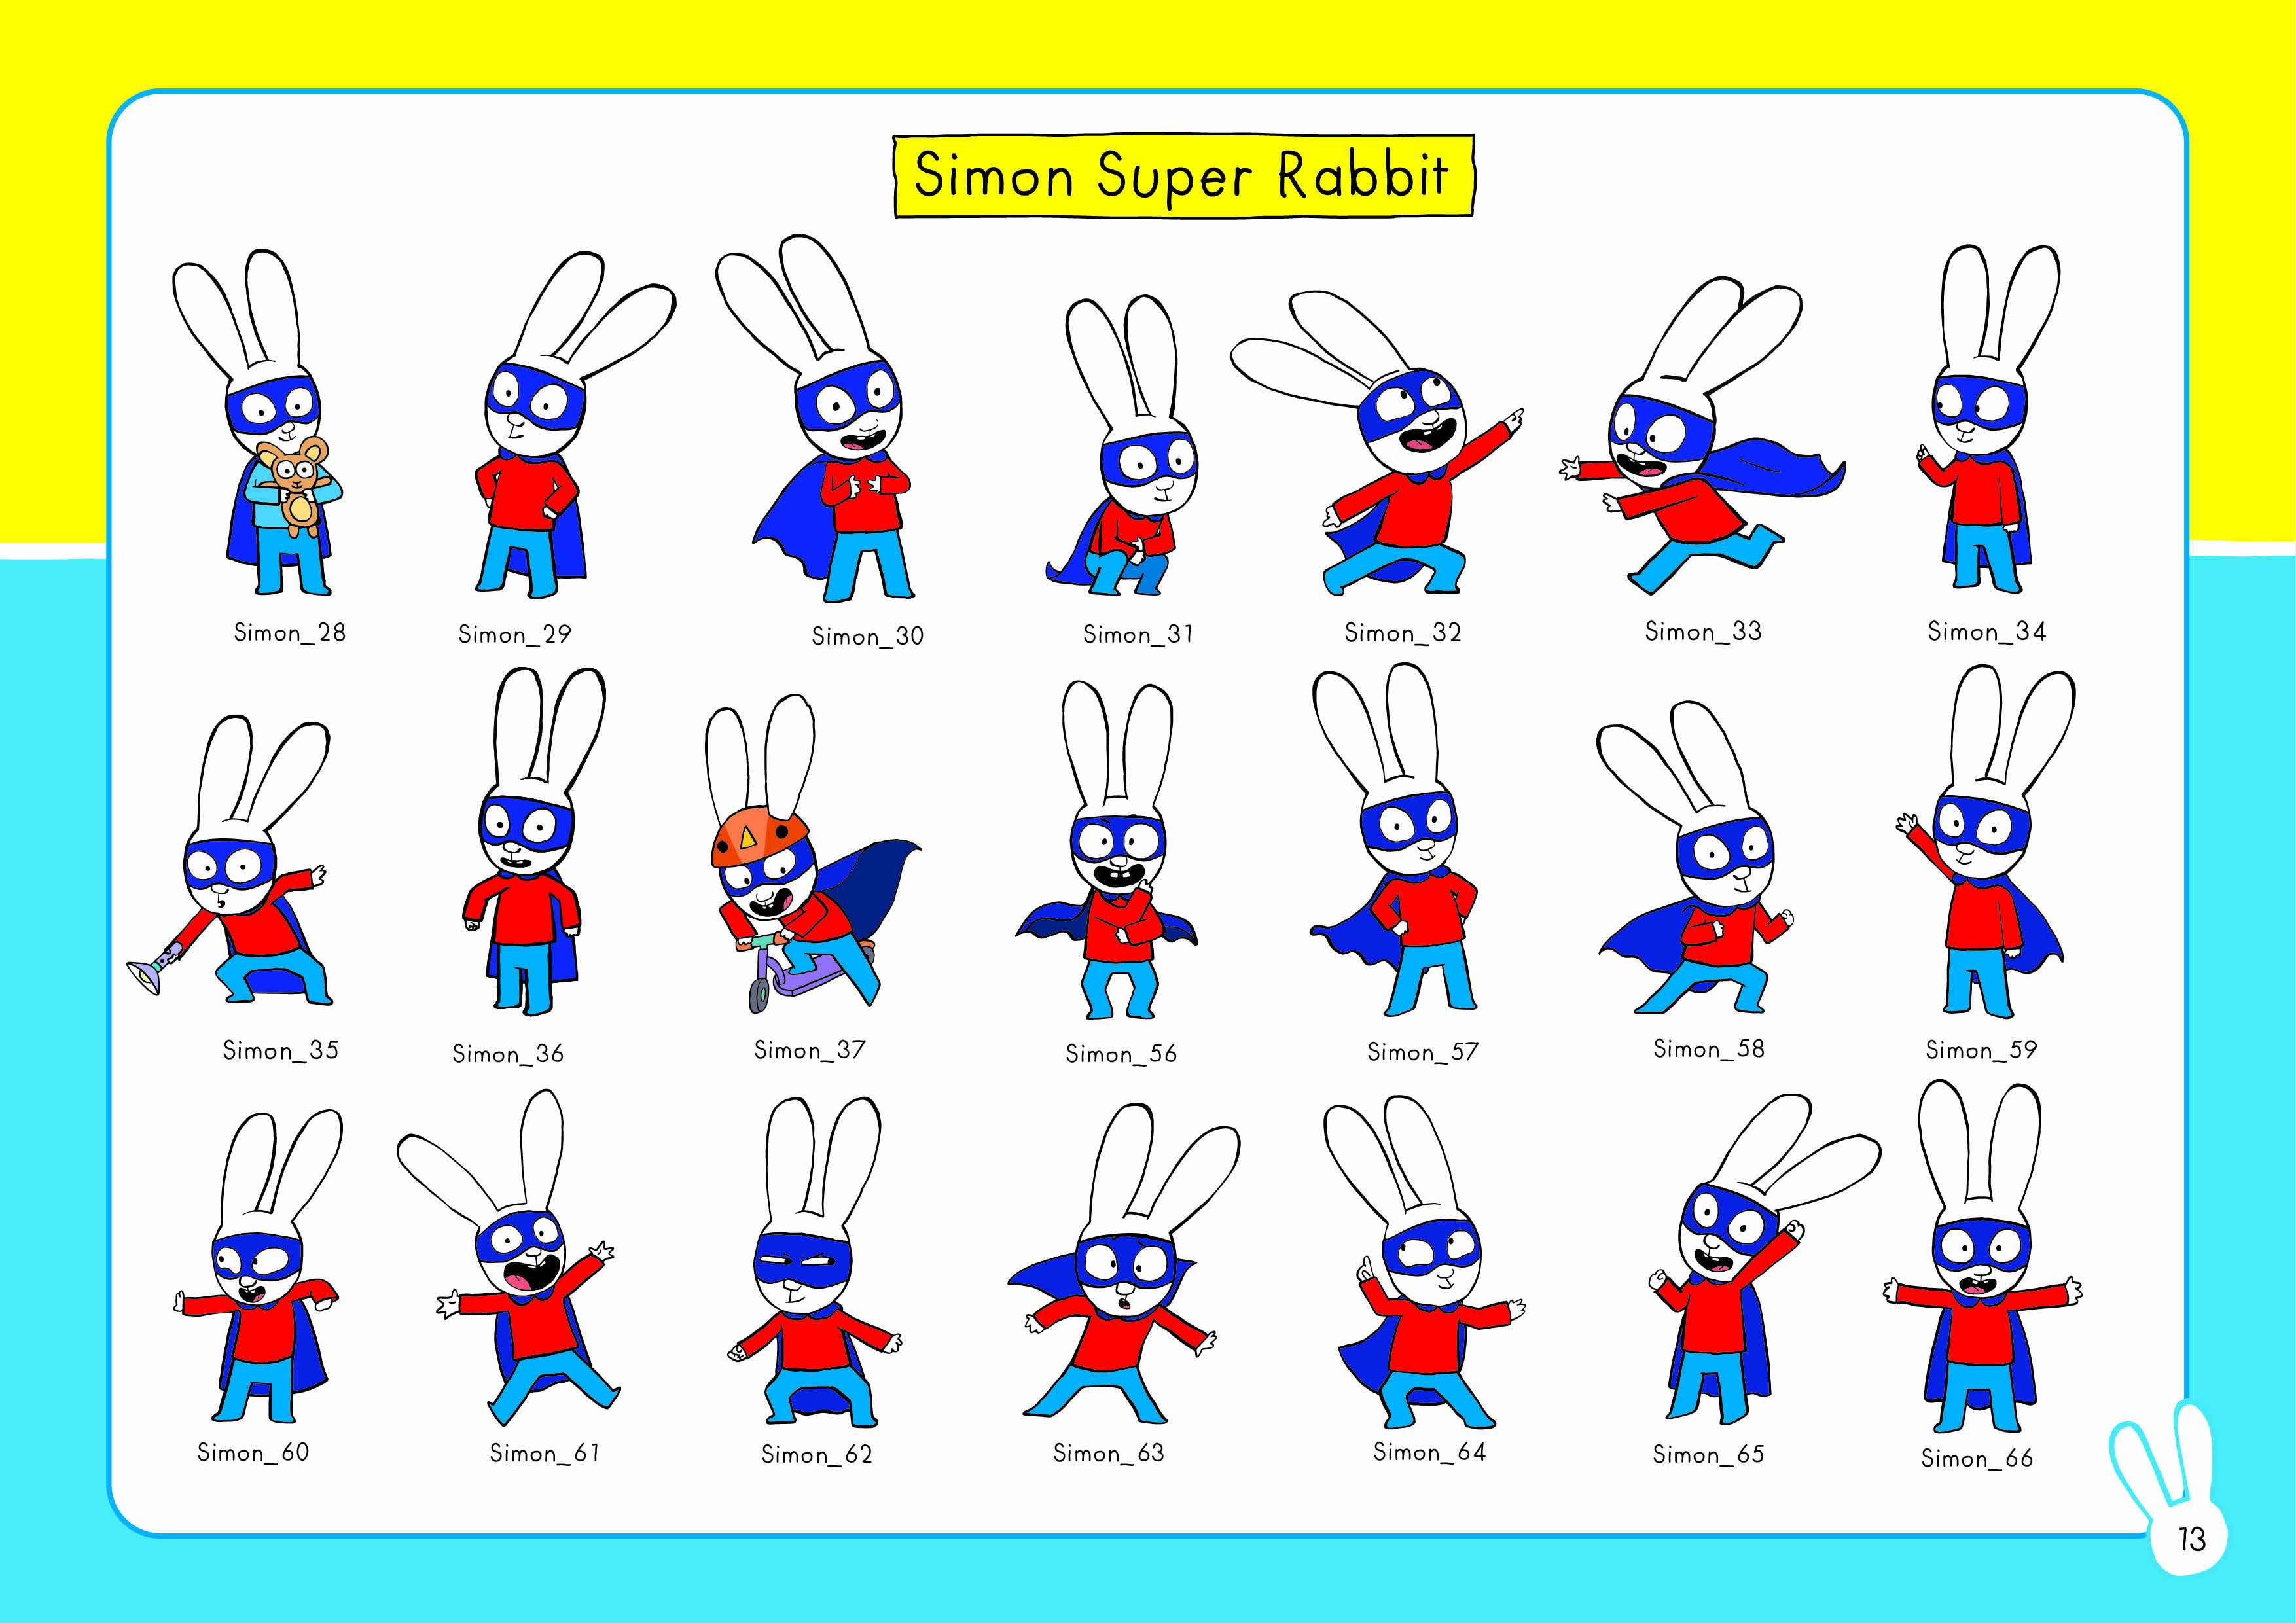 Simon Super Rabbit
Simon_28
Simon_29
Simon_30
Simon_31
Simon_32
Simon_33
Simon_34
Simon_35
Simon_36
Simon_37
Simon_56
Simon_57
Simon_58
Simon_59
Simon_60
Simon_61
Simon_62
Simon_63
Simon_64
Simon_65
Simon_66
13